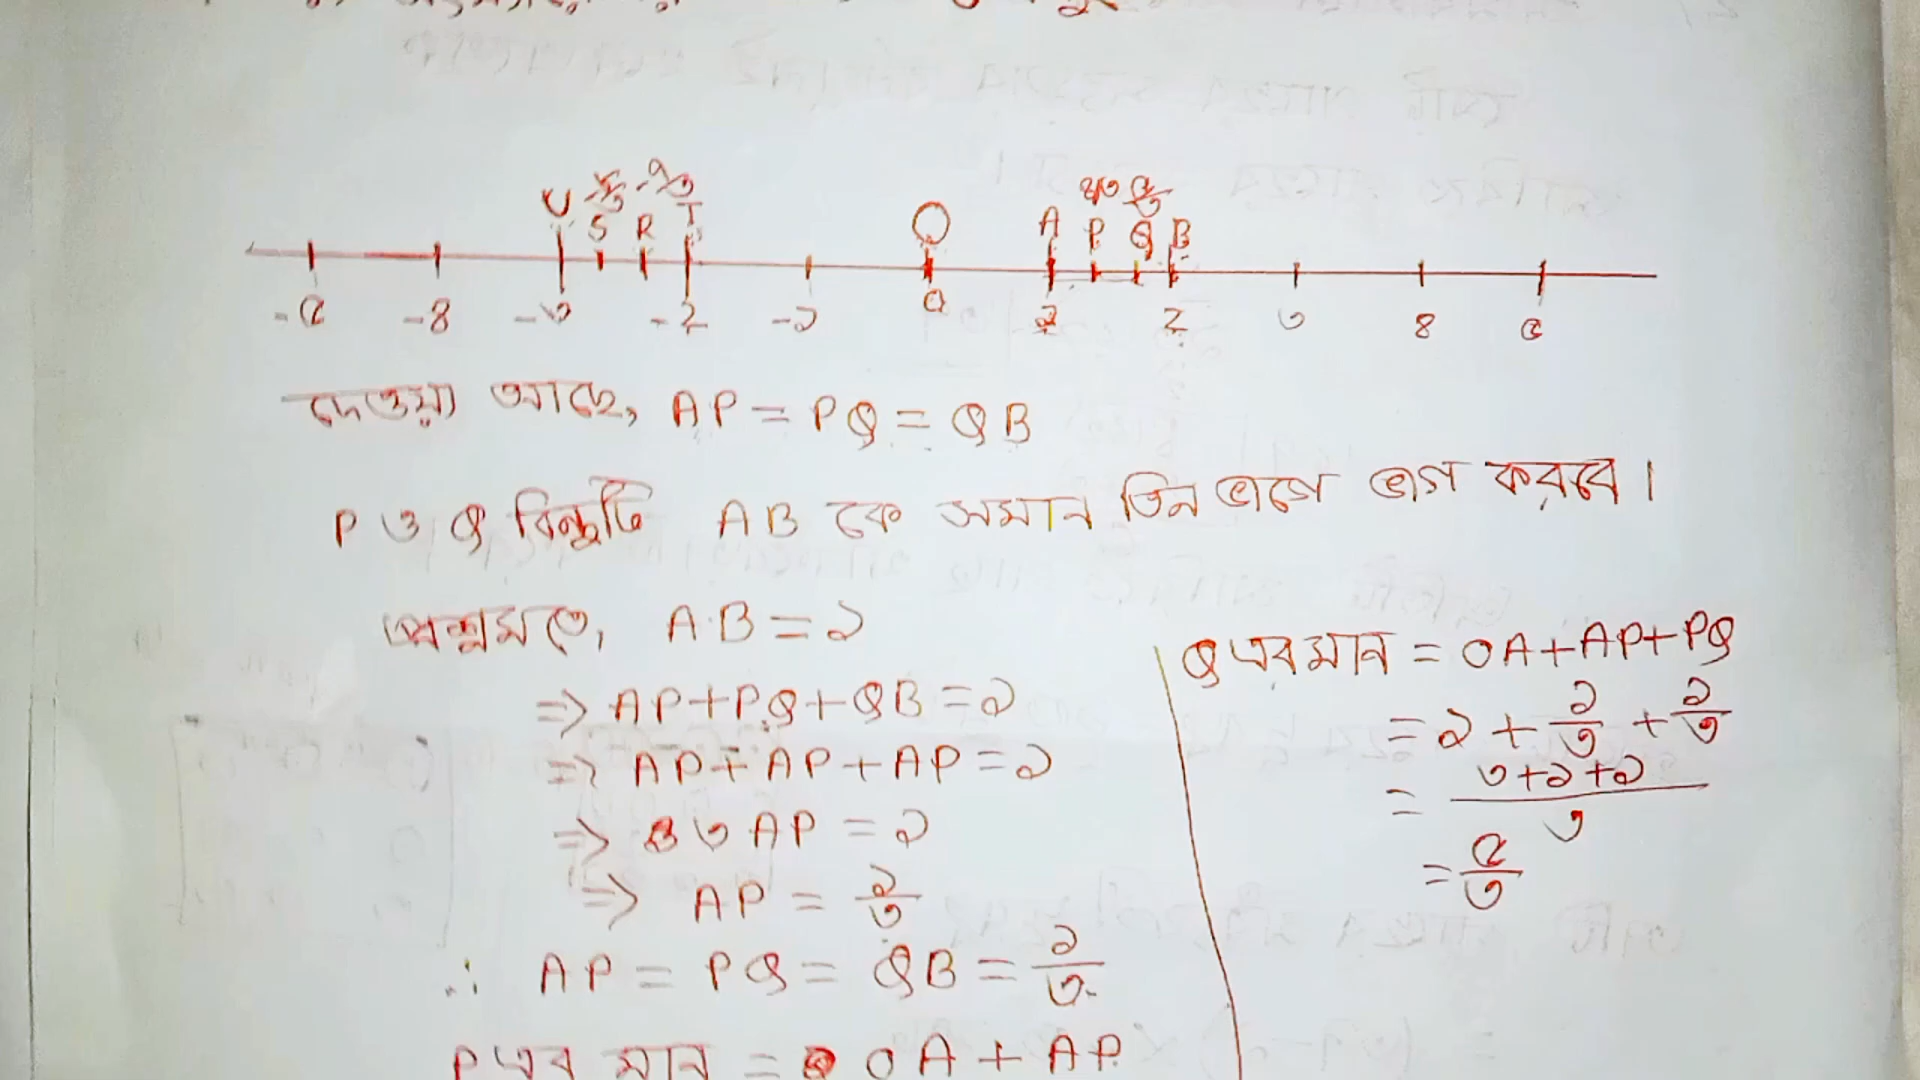 U S R T O A P Q B
-৫ -৪ -৩ -২ -১ ০ ১ ২ ৩ ৪ ৫
দেওয়া আছে, AP = PQ = QB
P ও Q বিন্দুটি AB কে সমান তিন ভাগে ভাগ করবে।
প্রশ্নমতে, AB = ১
=> AP + PQ + QB = ১
=> AP + AP + AP = ১
=> ৩ AP = ১
=> AP = ১/৩
∴ AP = PQ = QB = ১/৩
P এর মান = OA + AP
Q এর মান = OA + AP + PQ
= ১ + ১/৩ + ১/৩
= ৩+১+১/৩
= ৫/৩